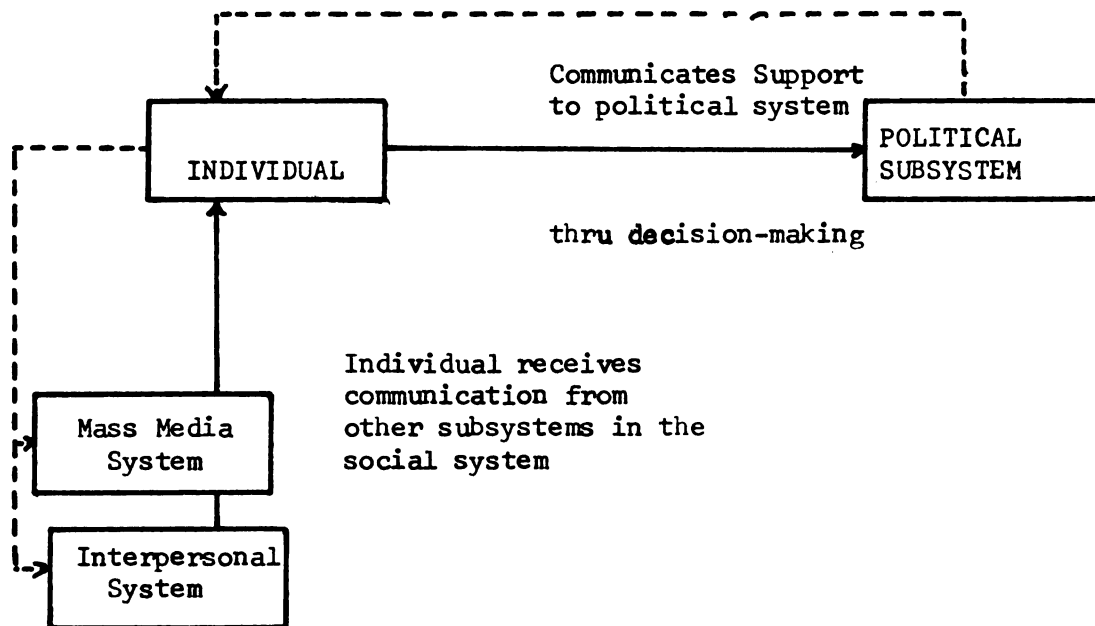 Communicates Support
to political system
INDIVIDUAL
POLITICAL
SUBSYSTEM
thru decision-making
Individual receives
communication from
other subsystems in the
social system
Mass Media
System
Interpersonal
System